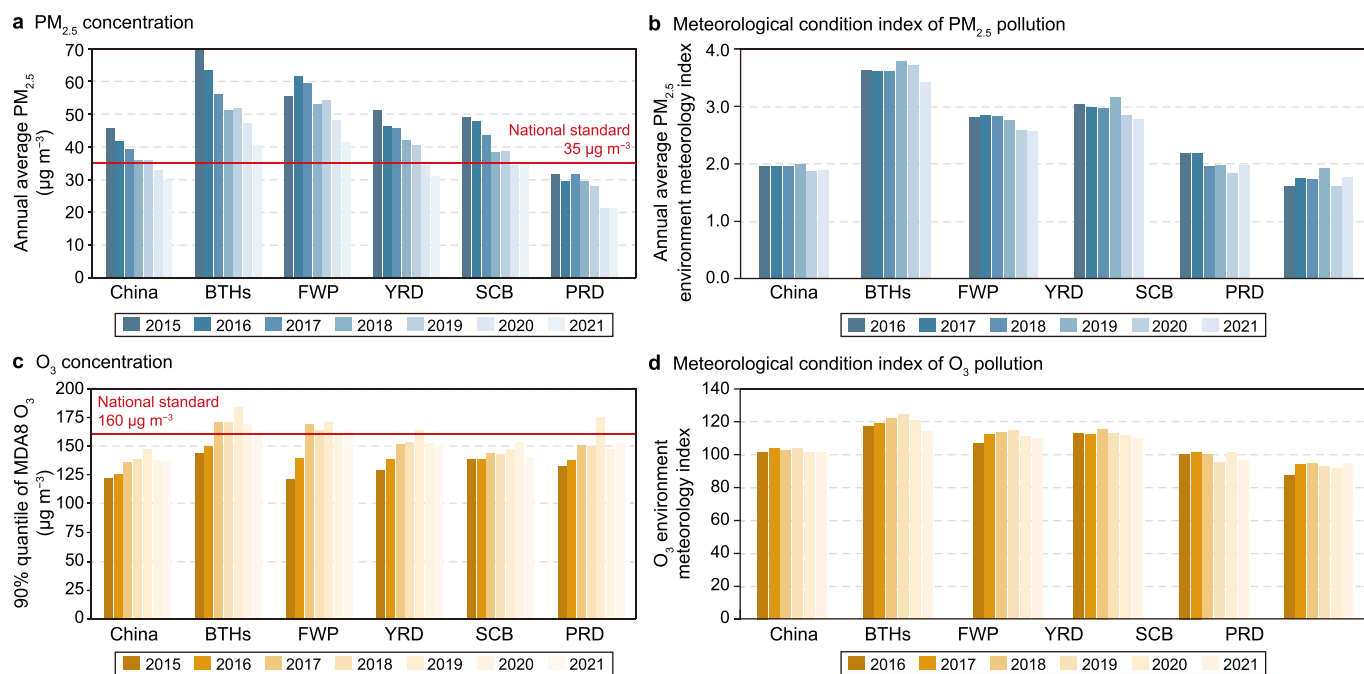 a PM2.5 concentration
Annual average PM2.5
(µg m−3)
70
60
50
40
30
20
10
0
National standard
35 µg m−3
China BTHs FWP YRD SCB PRD
2015 2016 2017 2018 2019 2020 2021
b Meteorological condition index of PM2.5 pollution
Annual average PM2.5
environment meteorology index
4.0
3.0
2.0
1.0
0.0
China BTHs FWP YRD SCB PRD
2016 2017 2018 2019 2020 2021
c O3 concentration
90% quantile of MDA8 O3
(µg m−3)
200
175
150
125
100
75
50
25
0
National standard
160 µg m−3
China BTHs FWP YRD SCB PRD
2015 2016 2017 2018 2019 2020 2021
d Meteorological condition index of O3 pollution
O3 environment
meteorology index
140
120
100
80
60
40
20
0
China BTHs FWP YRD SCB PRD
2016 2017 2018 2019 2020 2021